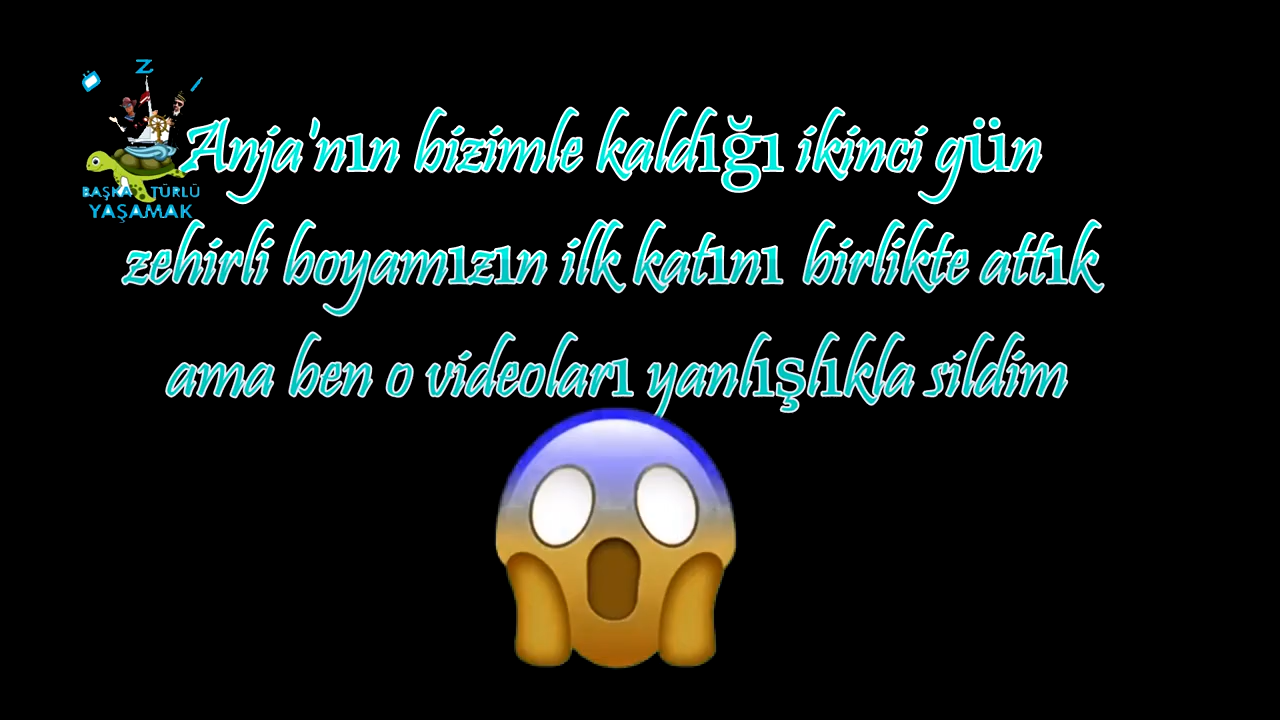 Z
BAŞKA TÜRLÜ
YAŞAMAK
Anja'nın bizimle kaldığı ikinci gün
zehirli boyamızın ilk katını birlikte attık
ama ben o videoları yanlışlıkla sildim